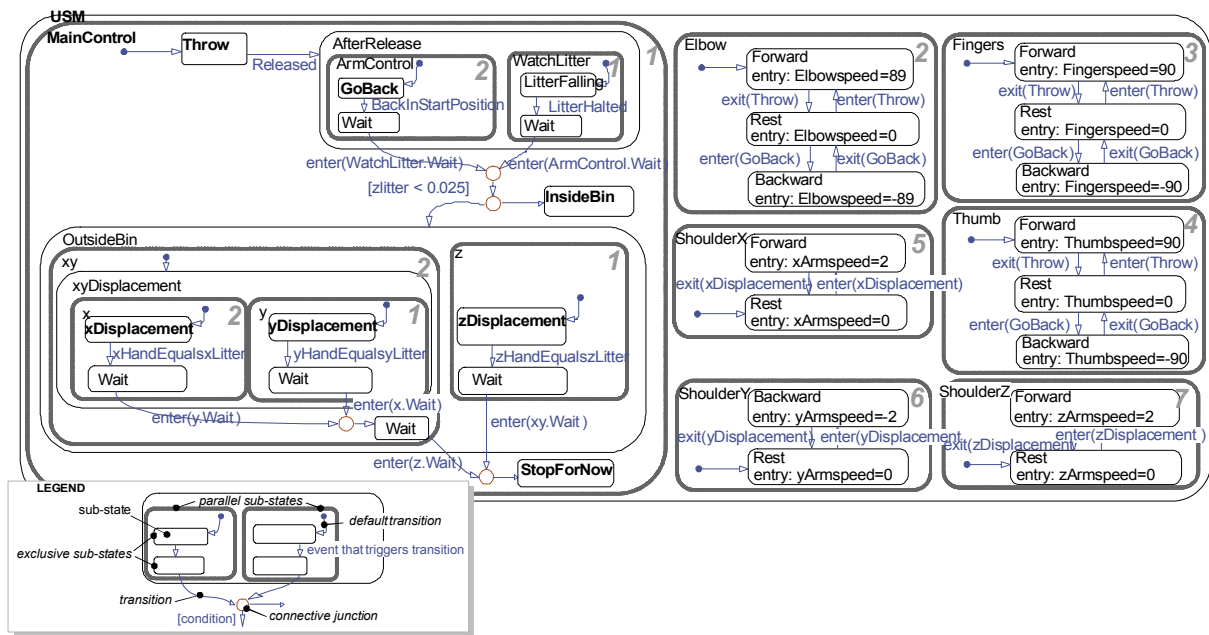 USM
MainControl
Throw
Released
AfterRelease
1
ArmControl
2
GoBack
BackInStartPosition
Wait
WatchLitter
1
LitterFalling
LitterHalted
Wait
enter(WatchLitter.Wait)
enter(ArmControl.Wait)
[zlitter < 0.025]
InsideBin
OutsideBin
xy
2
xyDisplacement
x
2
xDisplacement
xHandEqualsxLitter
Wait
y
1
yDisplacement
yHandEqualsyLitter
Wait
enter(y.Wait)
enter(x.Wait)
Wait
z
1
zDisplacement
zHandEqualszLitter
Wait
enter(xy.Wait)
enter(z.Wait)
StopForNow
Elbow
2
Forward
entry: Elbowspeed=89
exit(Throw)
enter(Throw)
Rest
entry: Elbowspeed=0
enter(GoBack)
exit(GoBack)
Backward
entry: Elbowspeed=-89
Fingers
3
Forward
entry: Fingerspeed=90
exit(Throw)
enter(Throw)
Rest
entry: Fingerspeed=0
enter(GoBack)
exit(GoBack)
Backward
entry: Fingerspeed=-90
ShoulderX
5
Forward
entry: xArmspeed=2
exit(xDisplacement)
enter(xDisplacement)
Rest
entry: xArmspeed=0
Thumb
4
Forward
entry: Thumbspeed=90
exit(Throw)
enter(Throw)
Rest
entry: Thumbspeed=0
enter(GoBack)
exit(GoBack)
Backward
entry: Thumbspeed=-90
ShoulderY
6
Backward
entry: yArmspeed=-2
exit(yDisplacement)
enter(yDisplacement
Rest
entry: yArmspeed=0
ShoulderZ
7
Forward
entry: zArmspeed=2
exit(zDisplacement
enter(zDisplacement )
Rest
entry: zArmspeed=0
LEGEND
parallel sub-states
sub-state
default transition
exclusive sub-states
event that triggers transition
transition
[condition]
connective junction